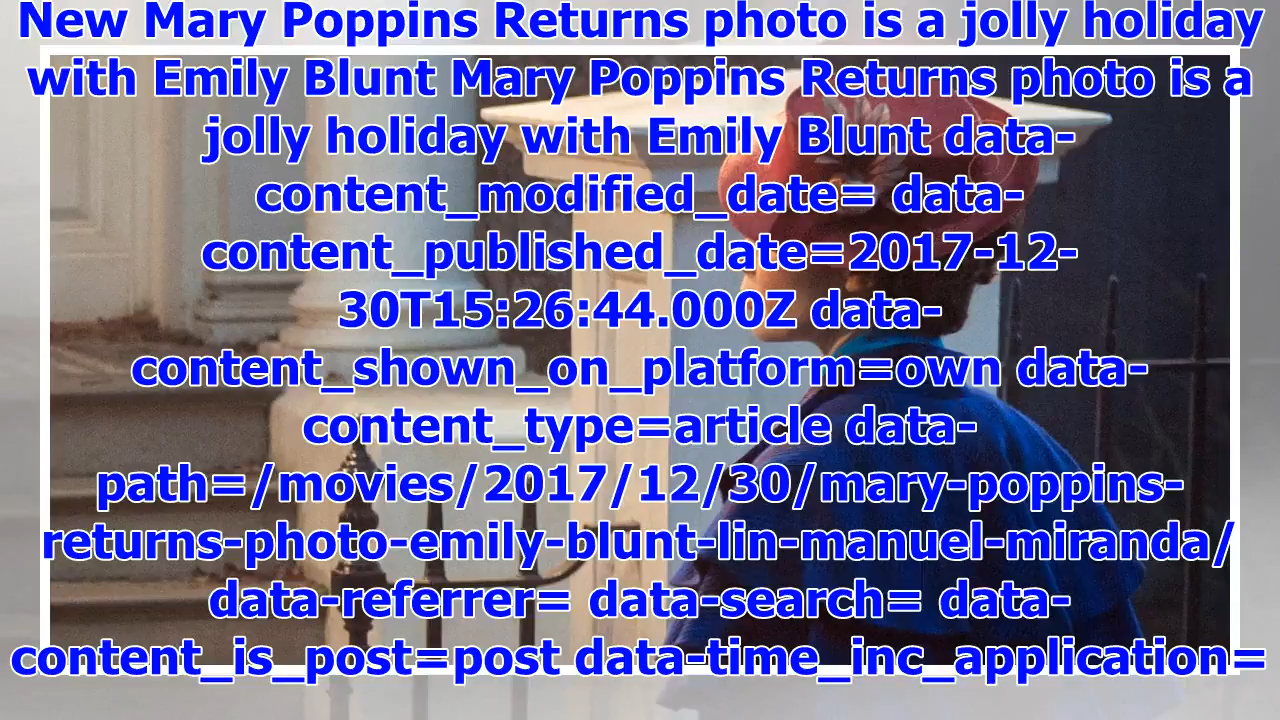 New Mary Poppins Returns photo is a jolly holiday
with Emily Blunt Mary Poppins Returns photo is a
jolly holiday with Emily Blunt data-
content_modified_date= data-
content_published_date=2017-12-
30T15:26:44.000Z data-
content_shown_on_platform=own data-
content_type=article data-
path=/movies/2017/12/30/mary-poppins-
returns-photo-emily-blunt-lin-manuel-miranda/
data-referrer= data-search= data-
content_is_post=post data-time_inc_application=